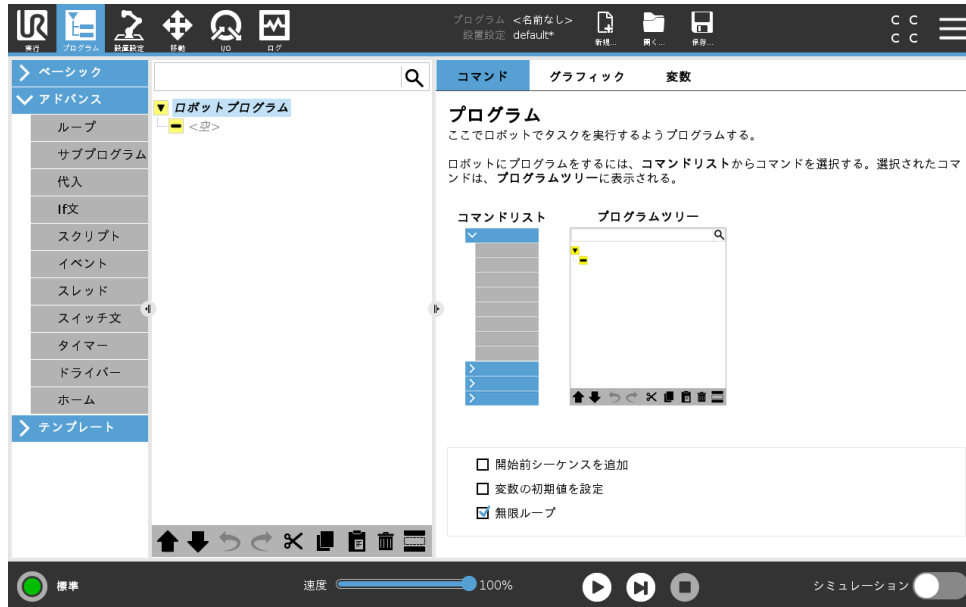 プログラム <名前なし>
設置設定 default*
新規...
開く...
保存...
C C
C C
UR
実行
プログラム
設置設定
移動
I/O
ログ
ベーシック
アドバンス
ループ
サブプログラム
代入
If文
スクリプト
イベント
スレッド
スイッチ文
タイマー
ドライバー
ホーム
テンプレート
ロボットプログラム
<空>
コマンド グラフィック 変数
プログラム
ここでロボットでタスクを実行するようプログラムする。
ロボットにプログラムをするには、コマンドリストからコマンドを選択する。選択されたコマ
ンドは、プログラムツリーに表示される。
コマンドリスト プログラムツリー
開始前シーケンスを追加
変数の初期値を設定
無限ループ
標準
速度 100%
シミュレーション